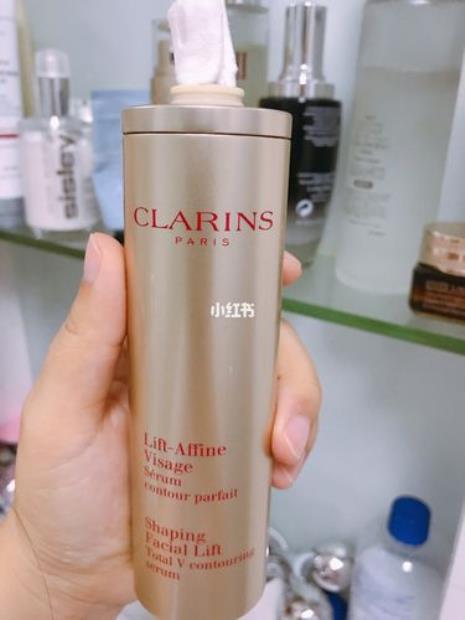 CLARINS
PARIS
小红书
Lift-Affine
Visage
Sérum
contour parfait
Shaping
Facial Lift
Total V contouring
serum
sisley